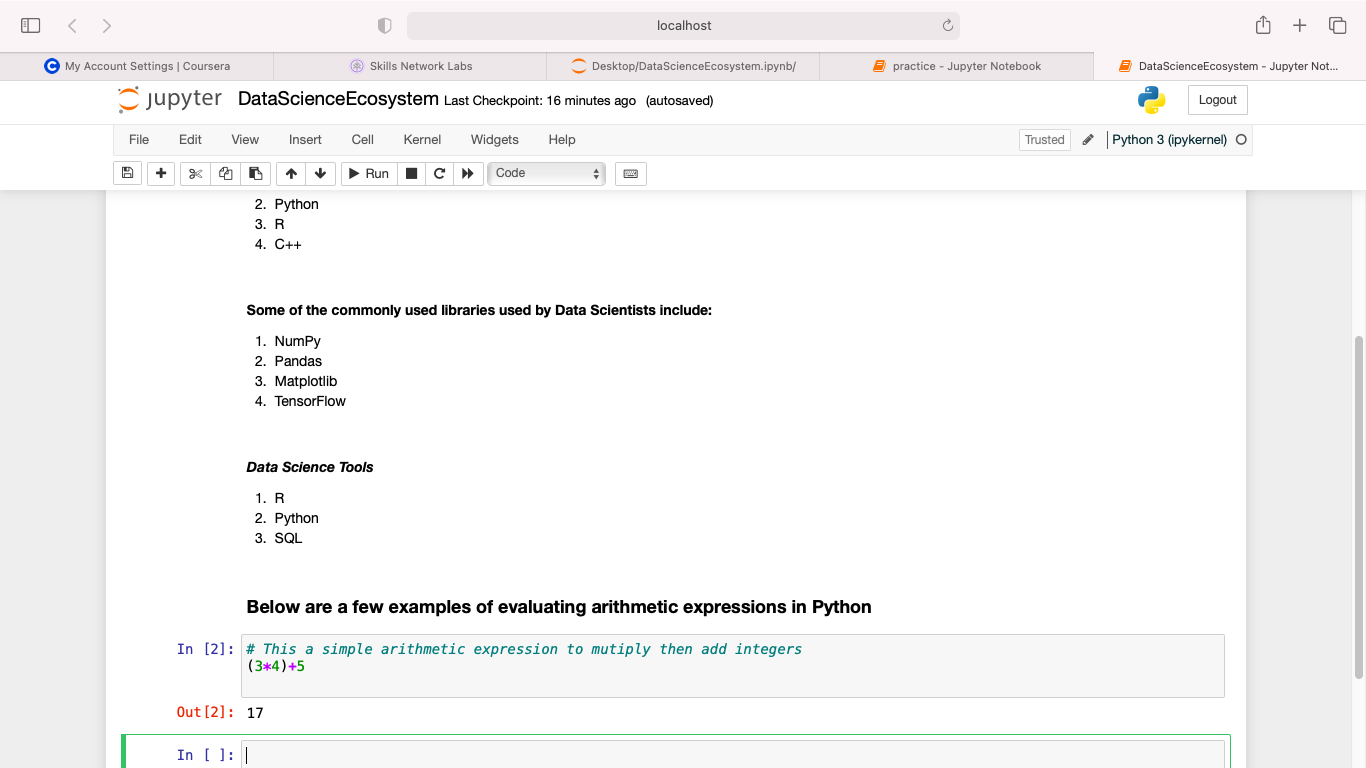 localhost
My Account Settings | Coursera
Skills Network Labs
Desktop/DataScienceEcosystem.ipynb/
practice - Jupyter Notebook
DataScienceEcosystem - Jupyter Not...
jupyter DataScienceEcosystem Last Checkpoint: 16 minutes ago (autosaved)
Logout
File Edit View Insert Cell Kernel Widgets Help
Trusted
Python 3 (ipykernel)
Run
Code
2. Python
3. R
4. C++
Some of the commonly used libraries used by Data Scientists include:
1. NumPy
2. Pandas
3. Matplotlib
4. TensorFlow
Data Science Tools
1. R
2. Python
3. SQL
Below are a few examples of evaluating arithmetic expressions in Python
In [2]: # This a simple arithmetic expression to mutiply then add integers
(3*4)+5
Out[2]: 17
In [ ]: